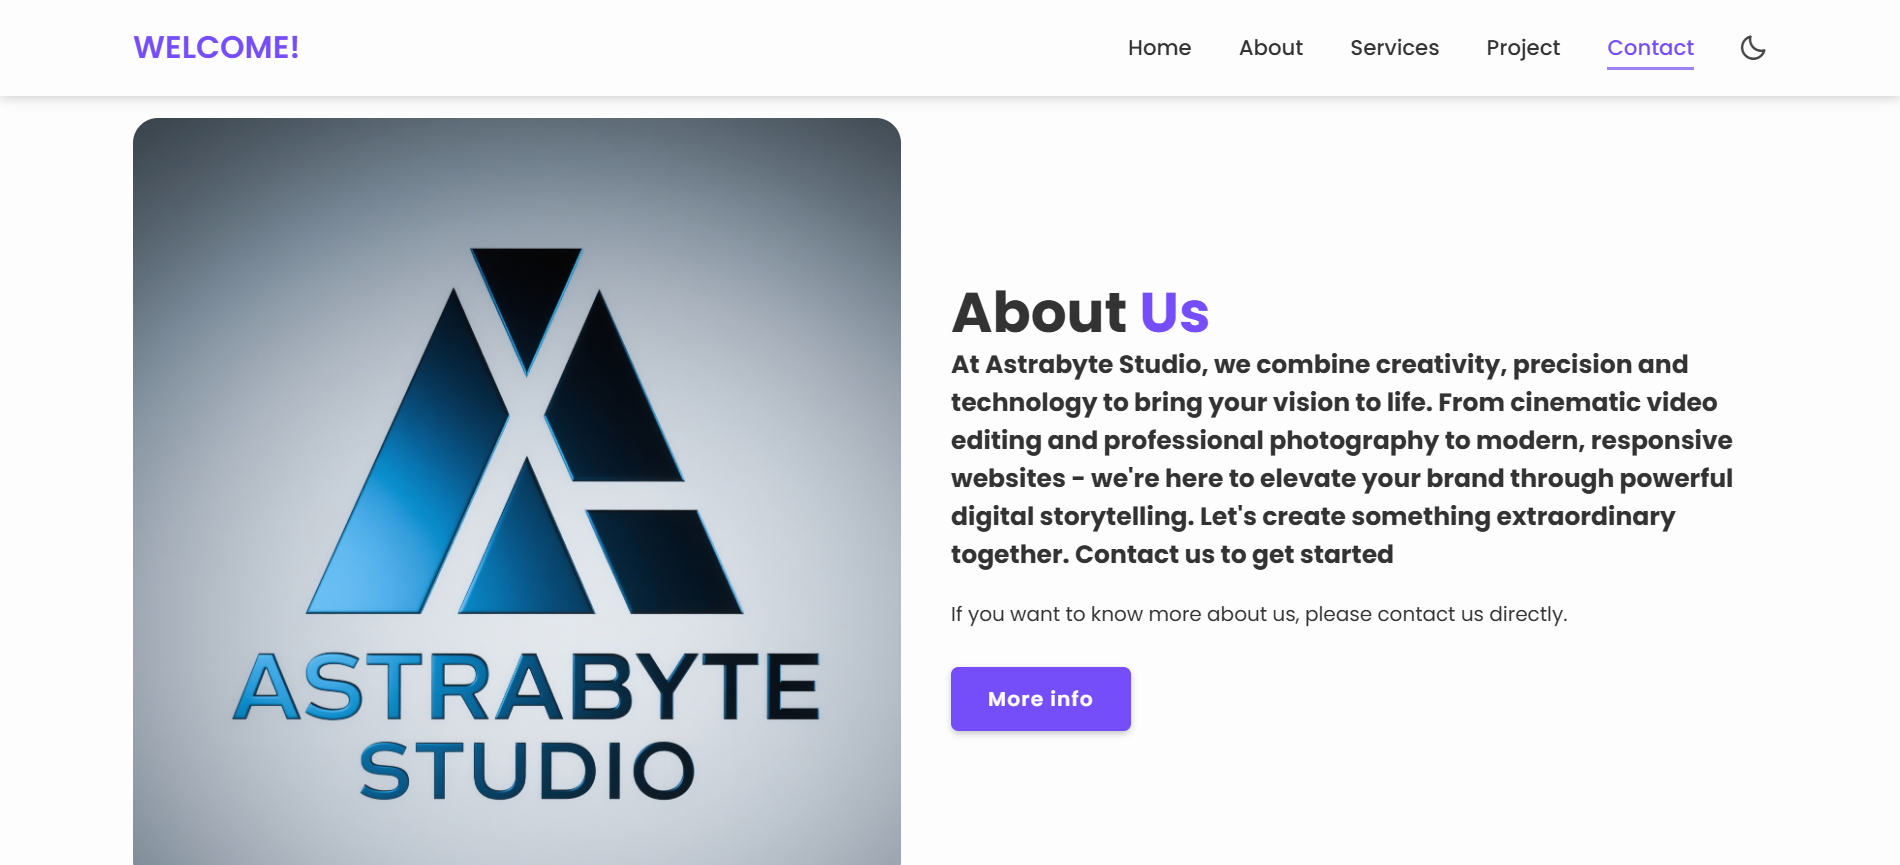 WELCOME!
Home About Services Project Contact
ASTRABYTE
STUDIO
About Us
At Astrabyte Studio, we combine creativity, precision and
technology to bring your vision to life. From cinematic video
editing and professional photography to modern, responsive
websites - we're here to elevate your brand through powerful
digital storytelling. Let's create something extraordinary
together. Contact us to get started
If you want to know more about us, please contact us directly.
More info